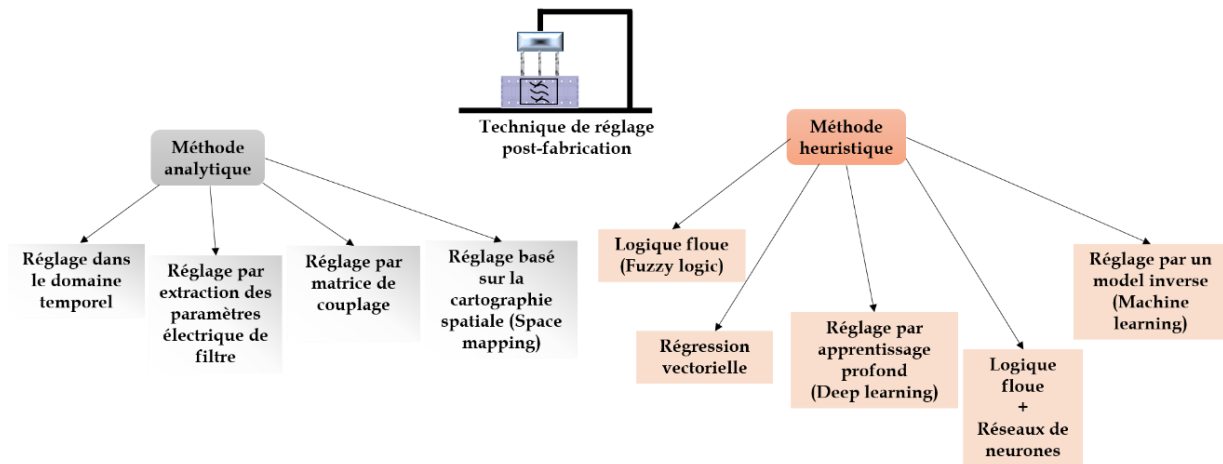 Technique de réglage
post-fabrication
Méthode
analytique
Réglage dans
le domaine
temporel
Réglage par
extraction des
paramètres
électrique de
filtre
Réglage par
matrice de
couplage
Réglage basé
sur la
cartographie
spatiale (Space
mapping)
Méthode
heuristique
Logique floue
(Fuzzy logic)
Régression
vectorielle
Réglage par
apprentissage
profond
(Deep learning)
Logique
floue
+
Réseaux de
neurones
Réglage par un
model inverse
(Machine
learning)